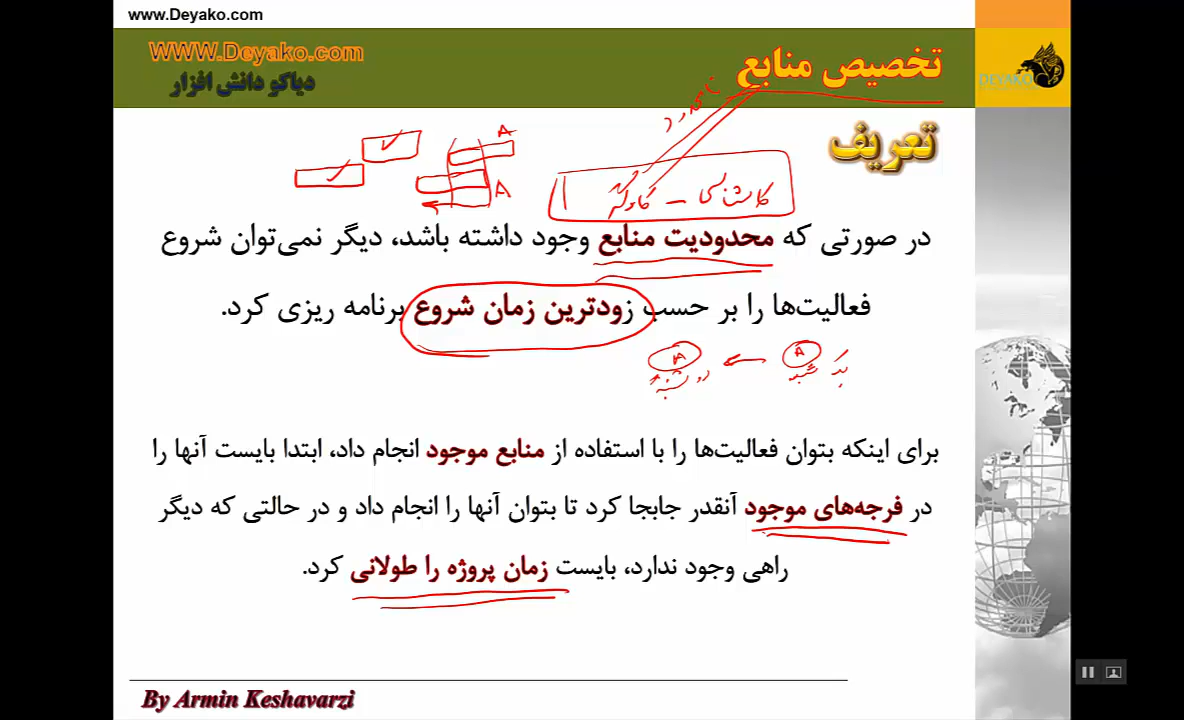 www.Deyako.com
WWW.Deyako.com
دیاکو دانش افزار
تخصیص منابع
DEYAKO
تعریف
A
A
کارشناسی -
در صورتی که محدودیت منابع وجود داشته باشد، دیگر نمی‌توان شروع
فعالیت‌ها را بر حسب زودترین زمان شروع برنامه ریزی کرد.
A
A
شنبه
برای اینکه بتوان فعالیت‌ها را با استفاده از منابع موجود انجام داد، ابتدا بایست آنها را
در فرجه‌های موجود آنقدر جابجا کرد تا بتوان آنها را انجام داد و در حالتی که دیگر
راهی وجود ندارد، بایست زمان پروژه را طولانی کرد.
By Armin Keshavarzi